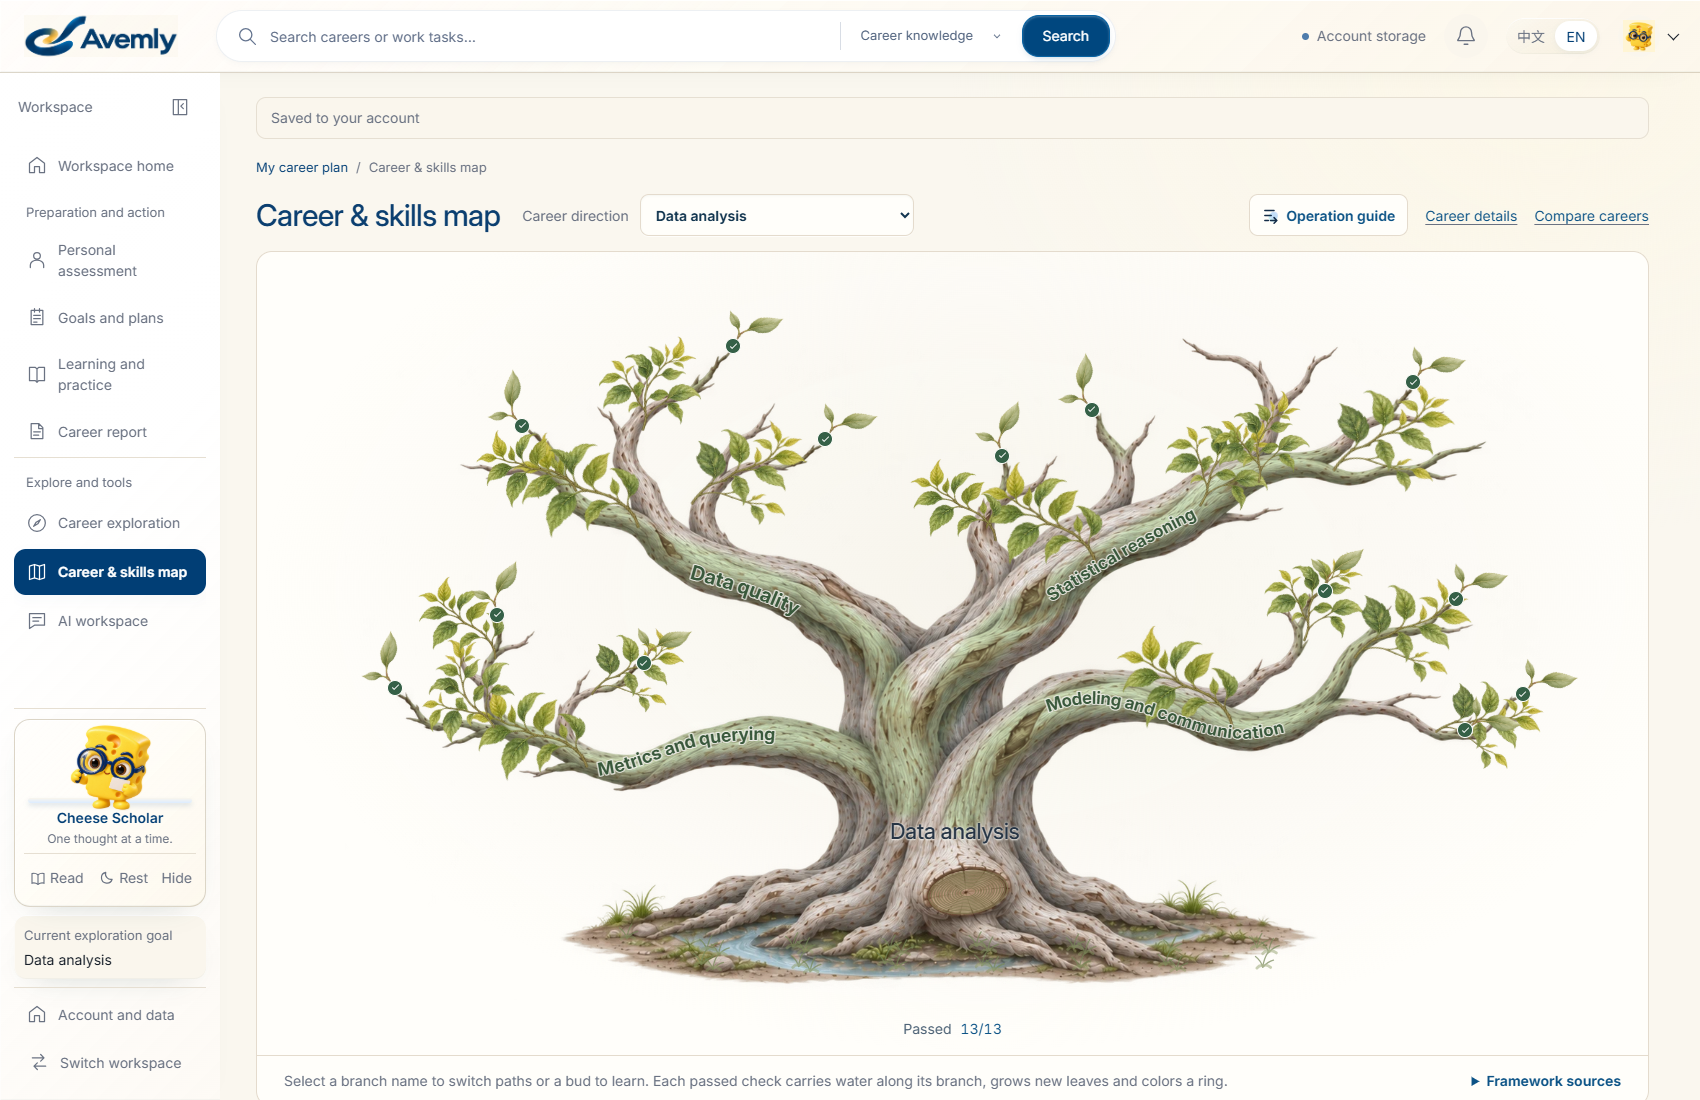 Avemly
Search careers or work tasks...
Career knowledge
Search
Account storage
中文
EN
Workspace
Workspace home
Preparation and action
Personal
assessment
Goals and plans
Learning and
practice
Career report
Explore and tools
Career exploration
Career & skills map
AI workspace
Cheese Scholar
One thought at a time.
Read
Rest
Hide
Current exploration goal
Data analysis
Account and data
Switch workspace
Saved to your account
My career plan / Career & skills map
Career & skills map
Career direction
Data analysis
Operation guide
Career details
Compare careers
Data quality
Statistical reasoning
Metrics and querying
Modeling and communication
Data analysis
Passed 13/13
Select a branch name to switch paths or a bud to learn. Each passed check carries water along its branch, grows new leaves and colors a ring.
Framework sources